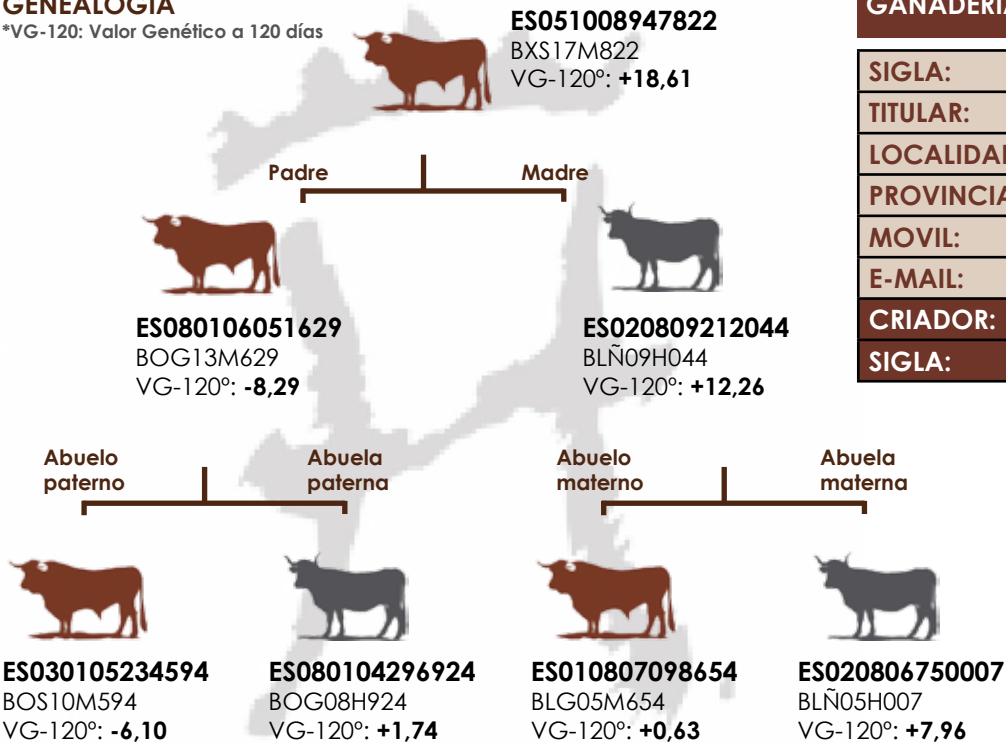 GENEALOGÍA
*VG-120: Valor Genético a 120 días
ES051008947822
BXS17M822
VG-120º: +18,61
Padre
Madre
ES080106051629
BOG13M629
VG-120º: -8,29
ES020809212044
BLÑ09H044
VG-120º: +12,26
Abuelo
paterno
Abuela
paterna
Abuelo
materno
Abuela
materna
ES030105234594
BOS10M594
VG-120º: -6,10
ES080104296924
BOG08H924
VG-120º: +1,74
ES010807098654
BLG05M654
VG-120º: +0,63
ES020806750007
BLÑ05H007
VG-120º: +7,96
GANADERÍA
SIGLA:
TITULAR:
LOCALIDA
PROVINCIA
MOVIL:
E-MAIL:
CRIADOR:
SIGLA: